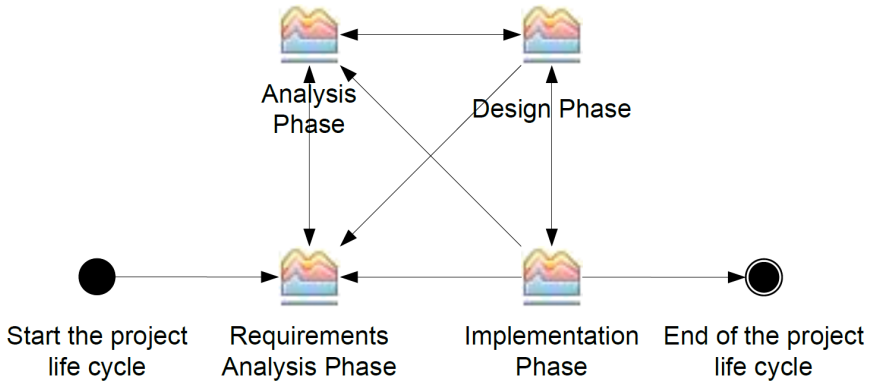 Analysis
Phase
Design Phase
Start the project
life cycle
Requirements
Analysis Phase
Implementation
Phase
End of the project
life cycle